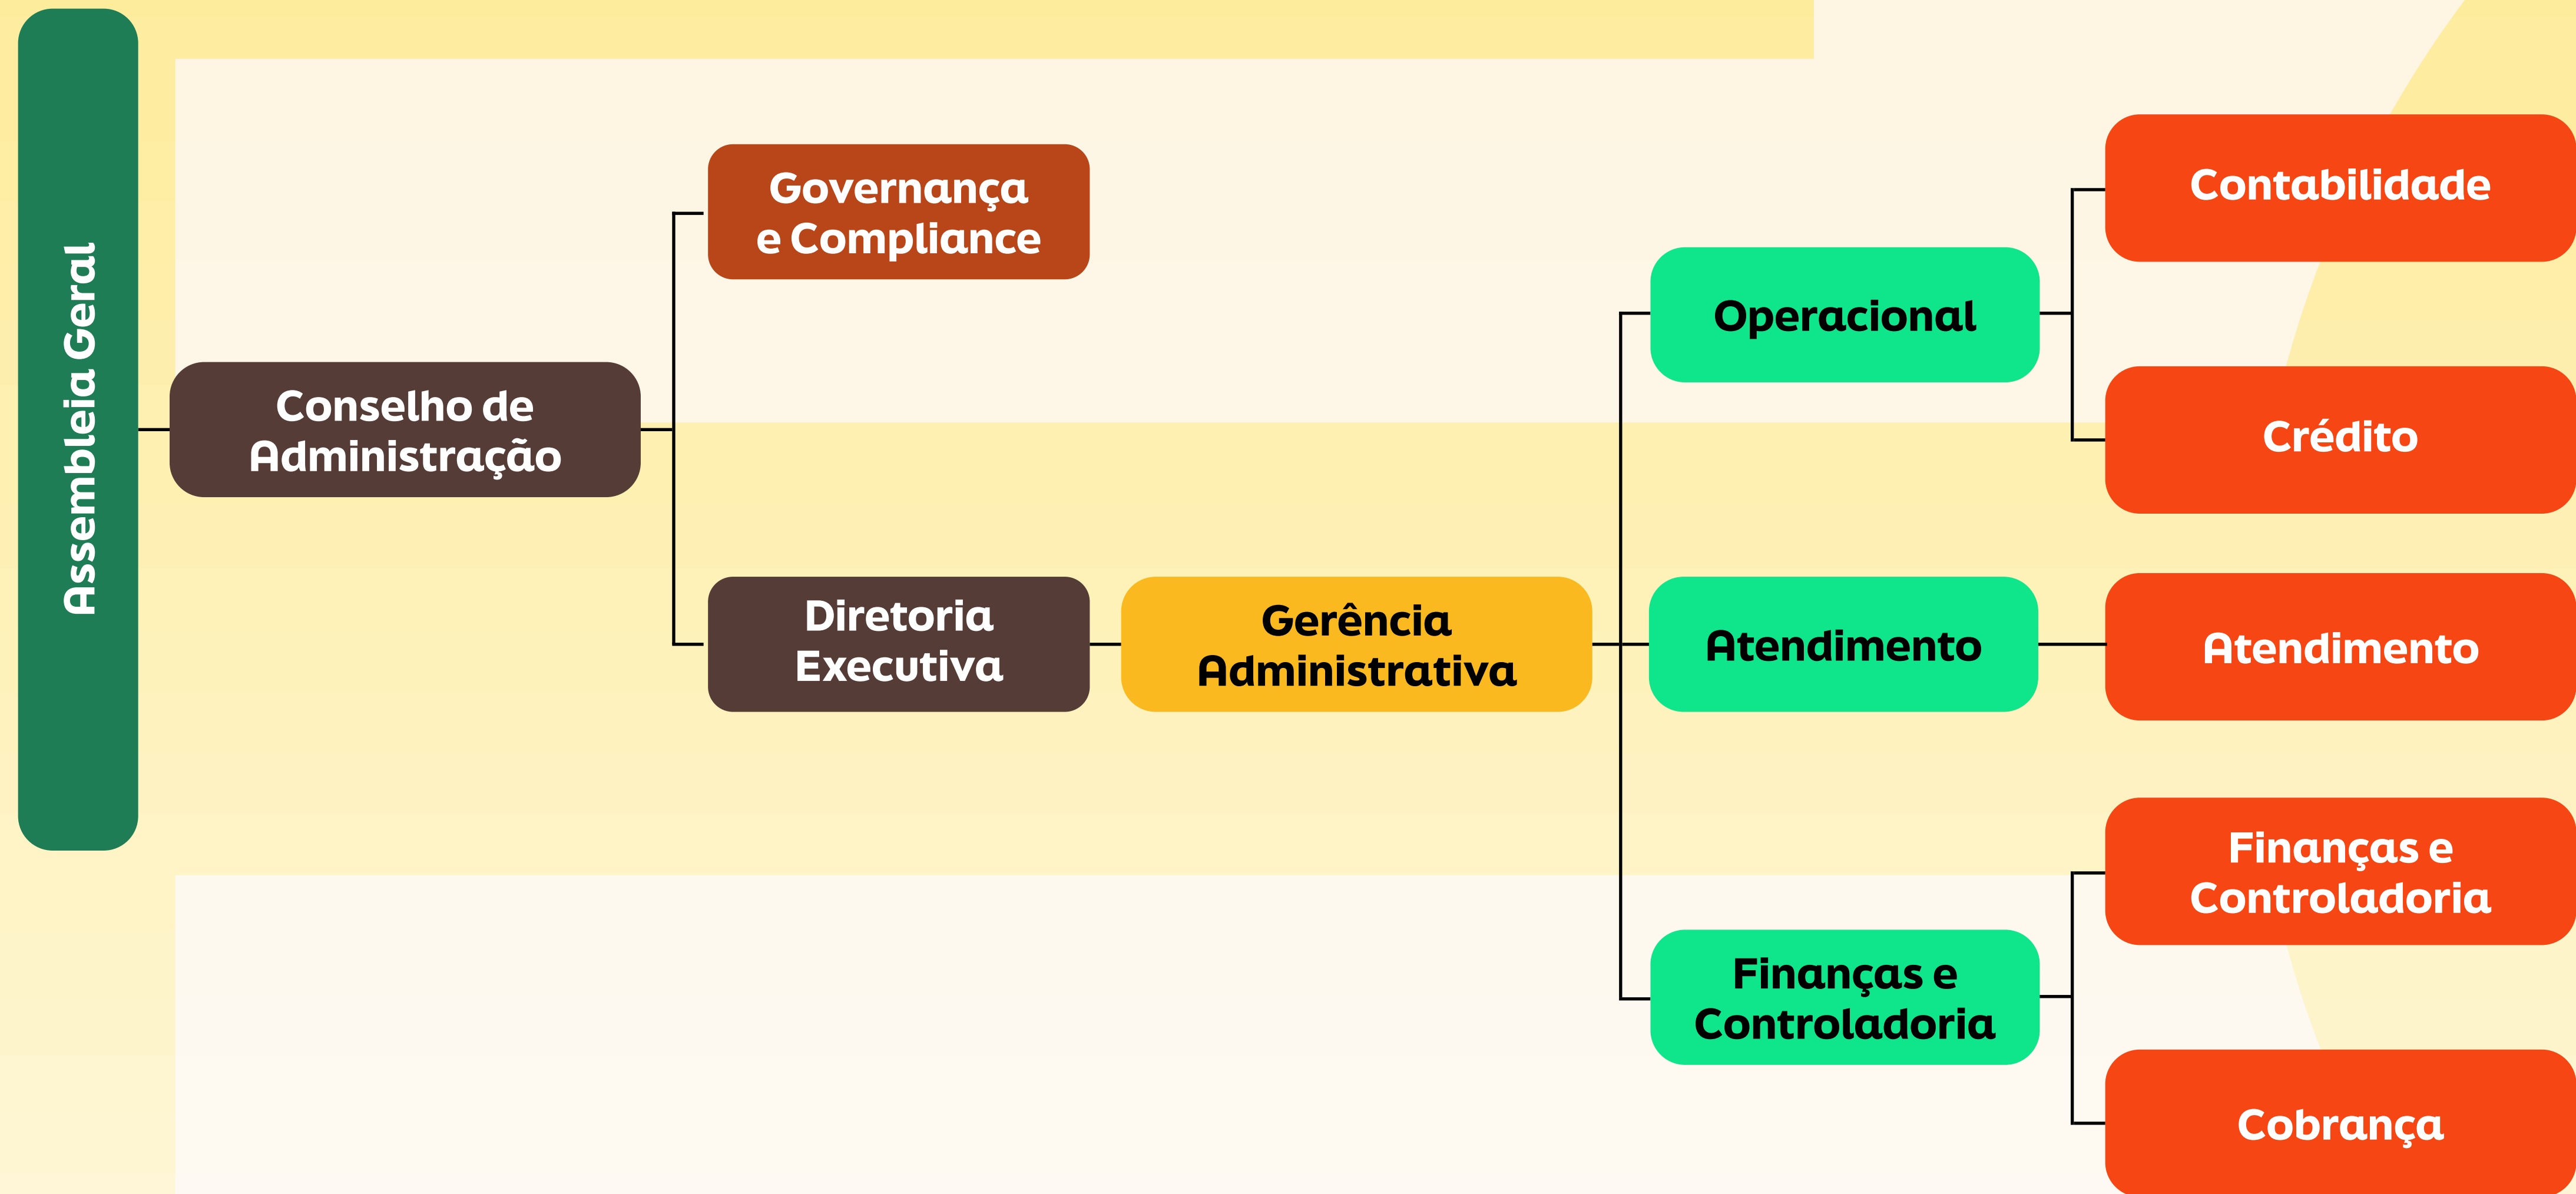 Assembleia Geral
Conselho de
Administração
Governança
e Compliance
Diretoria
Executiva
Gerência
Administrativa
Operacional
Atendimento
Finanças e
Controladoria
Contabilidade
Crédito
Atendimento
Finanças e
Controladoria
Cobrança